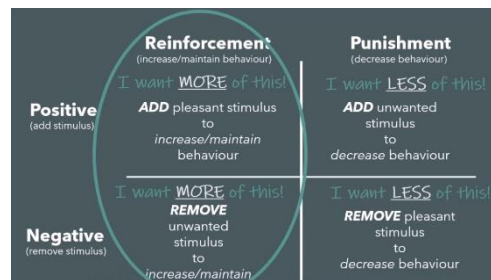 Reinforcement
(increase/maintain behaviour)
Punishment
(decrease behaviour)
Positive
(add stimulus)
I want MORE of this!
ADD pleasant stimulus
to
increase/maintain
behaviour
I want LESS of this!
ADD unwanted
stimulus
to
decrease behaviour
Negative
(remove stimulus)
I want MORE of this!
REMOVE
unwanted
stimulus
to
increase/maintain
I want LESS of this!
REMOVE pleasant
stimulus
to
decrease behaviour